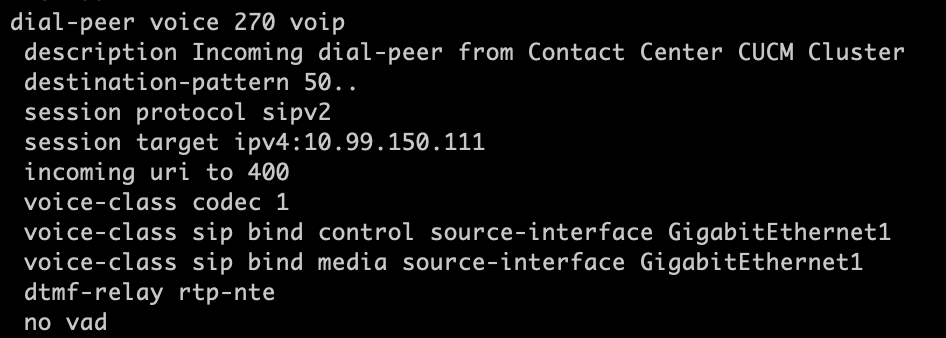 dial-peer voice 270 voip
description Incoming dial-peer from Contact Center CUCM Cluster
destination-pattern 50..
session protocol sipv2
session target ipv4:10.99.150.111
incoming uri to 400
voice-class codec 1
voice-class sip bind control source-interface GigabitEthernet1
voice-class sip bind media source-interface GigabitEthernet1
dtmf-relay rtp-nte
no vad